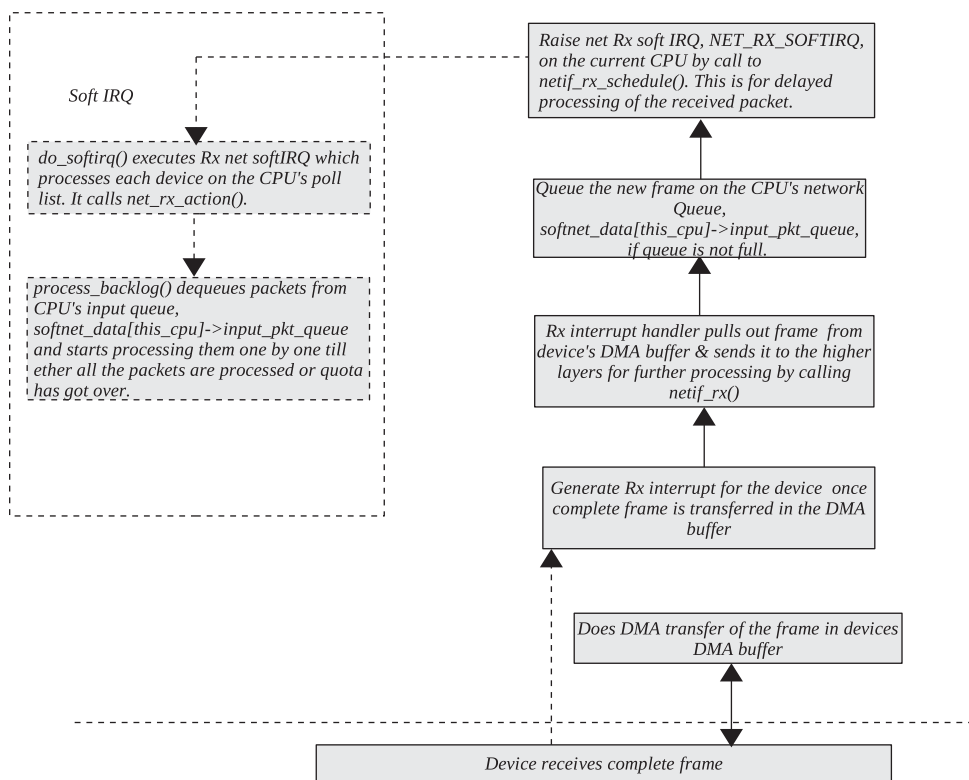 Raise net Rx soft IRQ, NET_RX_SOFTIRQ,
on the current CPU by call to
netif_rx_schedule(). This is for delayed
processing of the received packet.
Soft IRQ
do_softirq() executes Rx net softIRQ which
processes each device on the CPU's poll
list. It calls net_rx_action().
Queue the new frame on the CPU's network
Queue,
softnet_data[this_cpu]->input_pkt_queue,
if queue is not full.
process_backlog() dequeues packets from
CPU's input queue,
softnet_data[this_cpu]->input_pkt_queue
and starts processing them one by one till
ether all the packets are processed or quota
has got over.
Rx interrupt handler pulls out frame from
device's DMA buffer & sends it to the higher
layers for further processing by calling
netif_rx()
Generate Rx interrupt for the device once
complete frame is transferred in the DMA
buffer
Does DMA transfer of the frame in devices
DMA buffer
Device receives complete frame